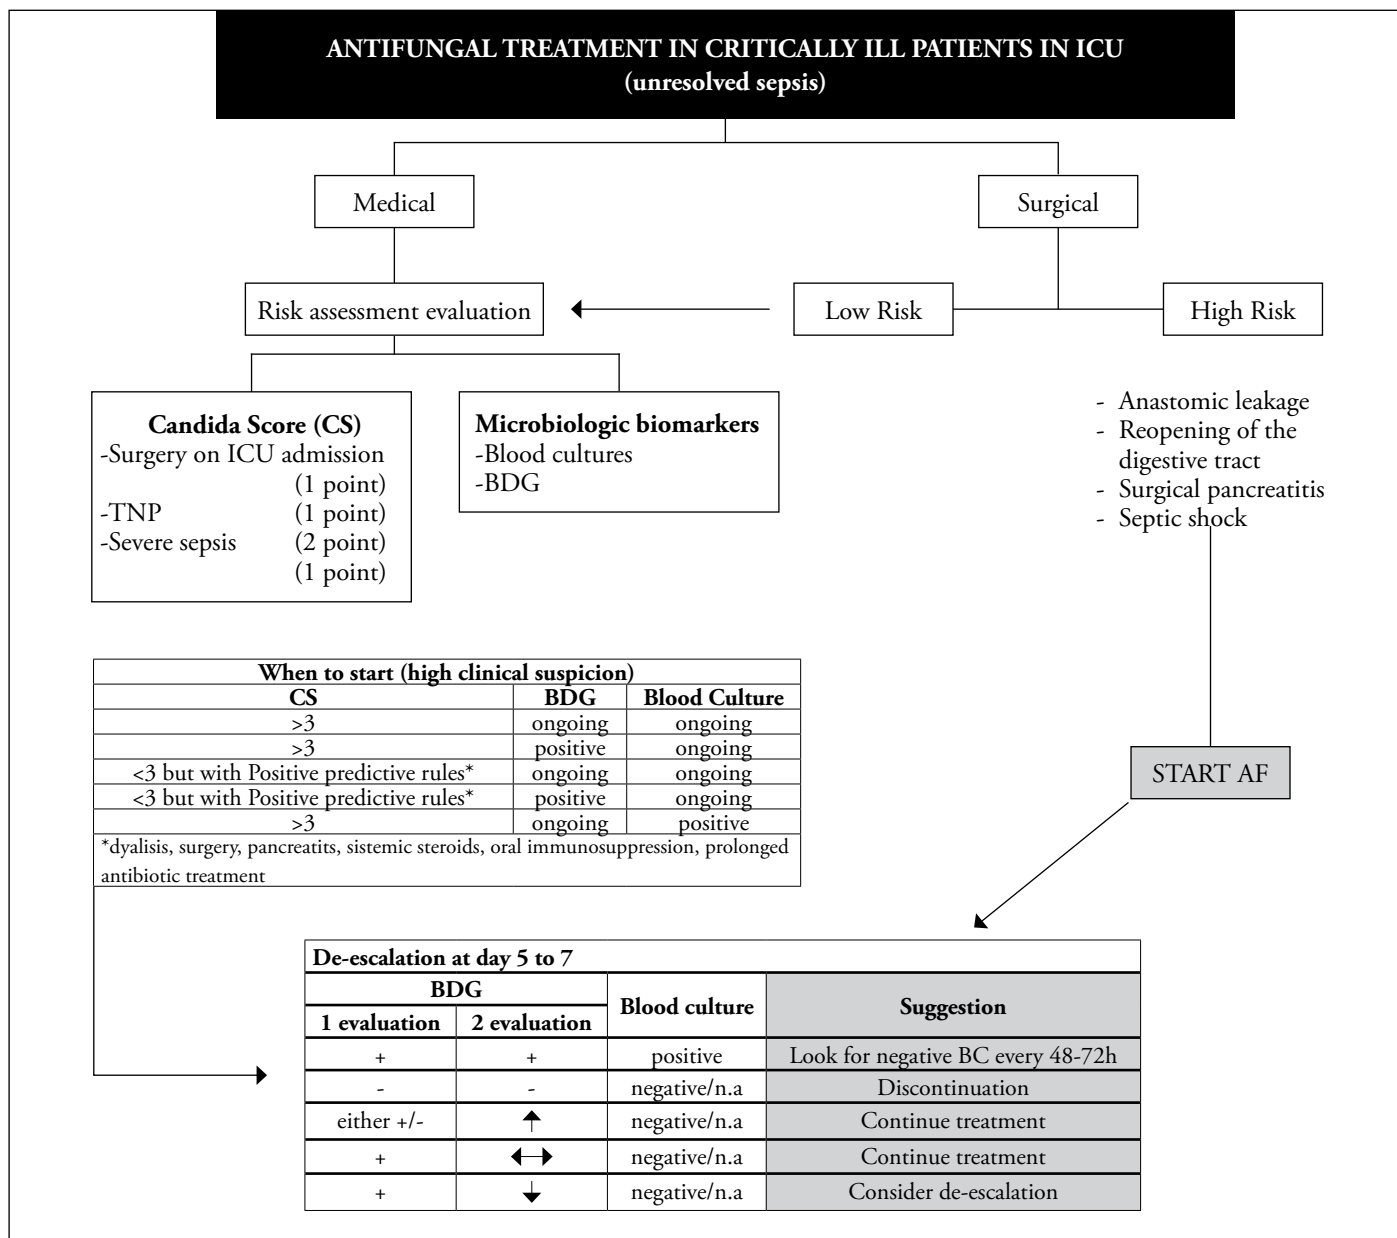 ANTIFUNGAL TREATMENT IN CRITICALLY ILL PATIENTS IN ICU
(unresolved sepsis)
Medical
Surgical
Risk assessment evaluation
Low Risk
High Risk
Candida Score (CS)
-Surgery on ICU admission
(1 point)
-TNP (1 point)
-Severe sepsis (2 point)
(1 point)
Microbiologic biomarkers
-Blood cultures
-BDG
- Anastomic leakage
- Reopening of the
digestive tract
- Surgical pancreatitis
- Septic shock
When to start (high clinical suspicion)
CS BDG Blood Culture
>3 ongoing ongoing
>3 positive ongoing
<3 but with Positive predictive rules* ongoing ongoing
<3 but with Positive predictive rules* positive ongoing
>3 ongoing positive
*dyalisis, surgery, pancreatits, sistemic steroids, oral immunosuppression, prolonged
antibiotic treatment
START AF
De-escalation at day 5 to 7
BDG Blood culture Suggestion
1 evaluation 2 evaluation
+ + positive Look for negative BC every 48-72h
- - negative/n.a Discontinuation
either +/- ↑ negative/n.a Continue treatment
+ ↔ negative/n.a Continue treatment
+ ↓ negative/n.a Consider de-escalation